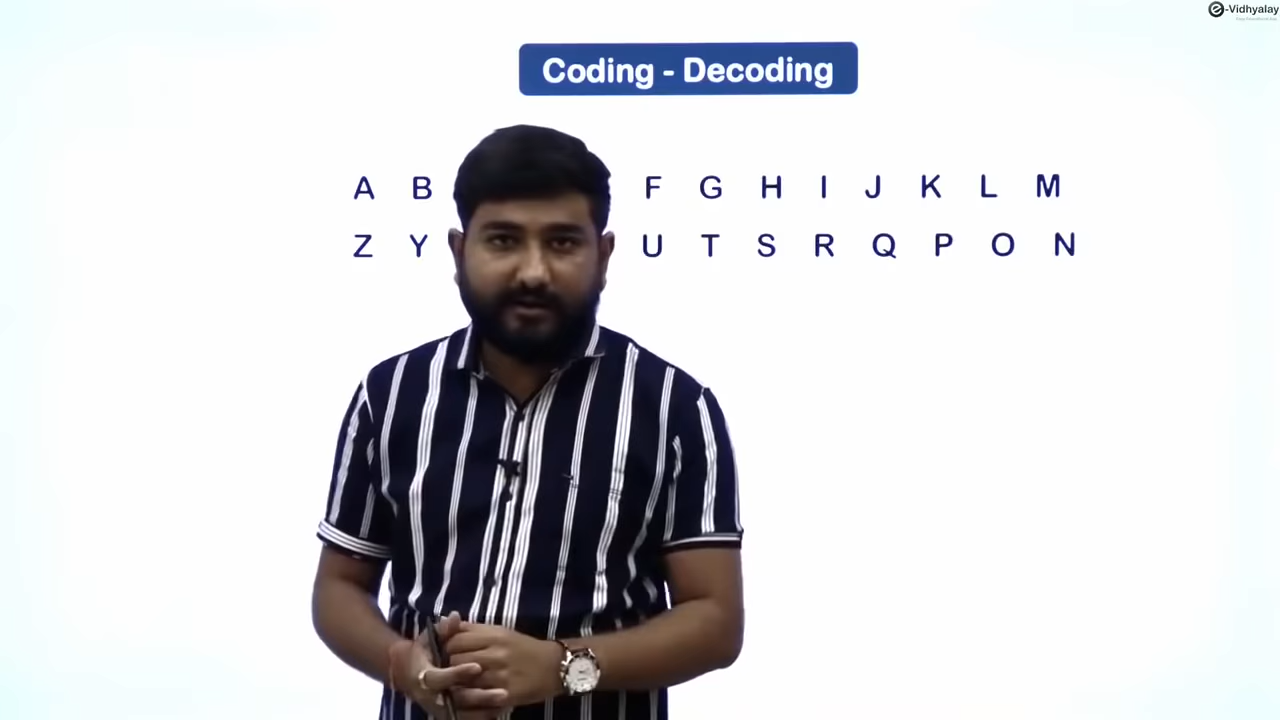 e-Vidhyalay
Coding - Decoding
A B F G H I J K L M
Z Y U T S R Q P O N